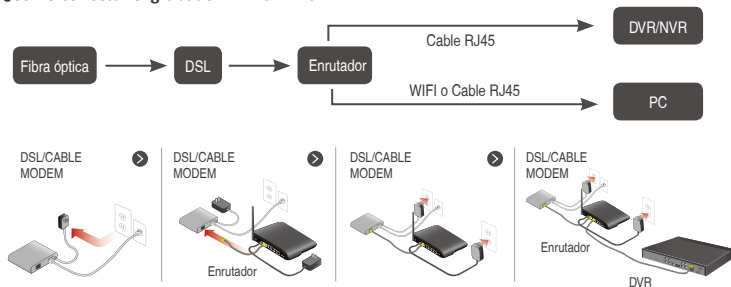 Cable RJ45
DVR/NVR
Fibra óptica
DSL
Enrutador
WIFI o Cable RJ45
PC
DSL/CABLE
MODEM
DSL/CABLE
MODEM
Enrutador
DSL/CABLE
MODEM
DSL/CABLE
MODEM
Enrutador
DVR